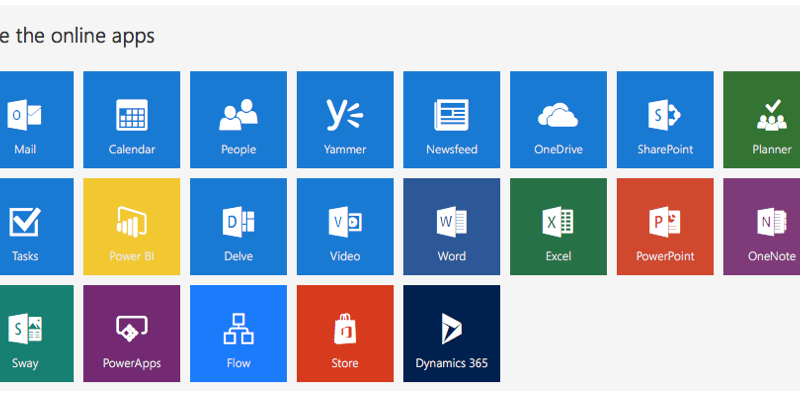 e the online apps
Mail
Calendar
People
Yammer
Newsfeed
OneDrive
SharePoint
Planner
Tasks
Power BI
Delve
Video
Word
Excel
PowerPoint
OneNote
Sway
PowerApps
Flow
Store
Dynamics 365